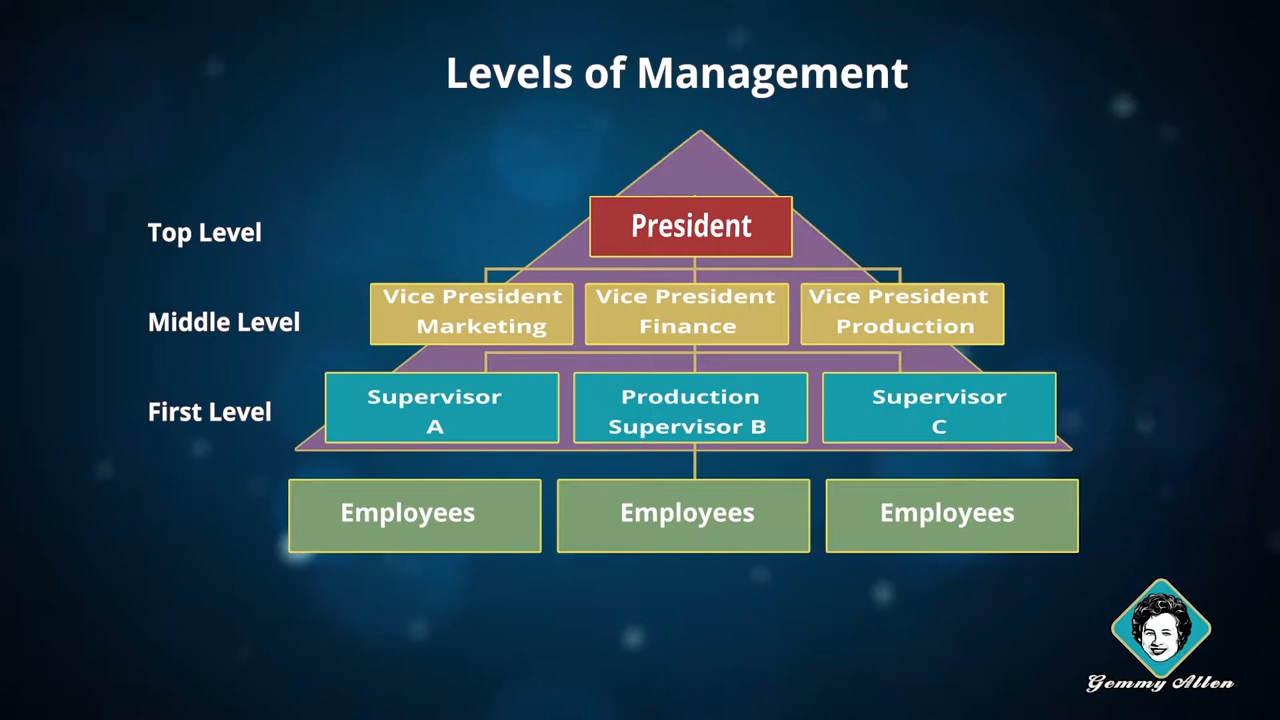 Levels of Management
Top Level
President
Middle Level
Vice President
Marketing
Vice President
Finance
Vice President
Production
First Level
Supervisor
A
Production
Supervisor B
Supervisor
C
Employees
Employees
Employees
Gemmy Allen